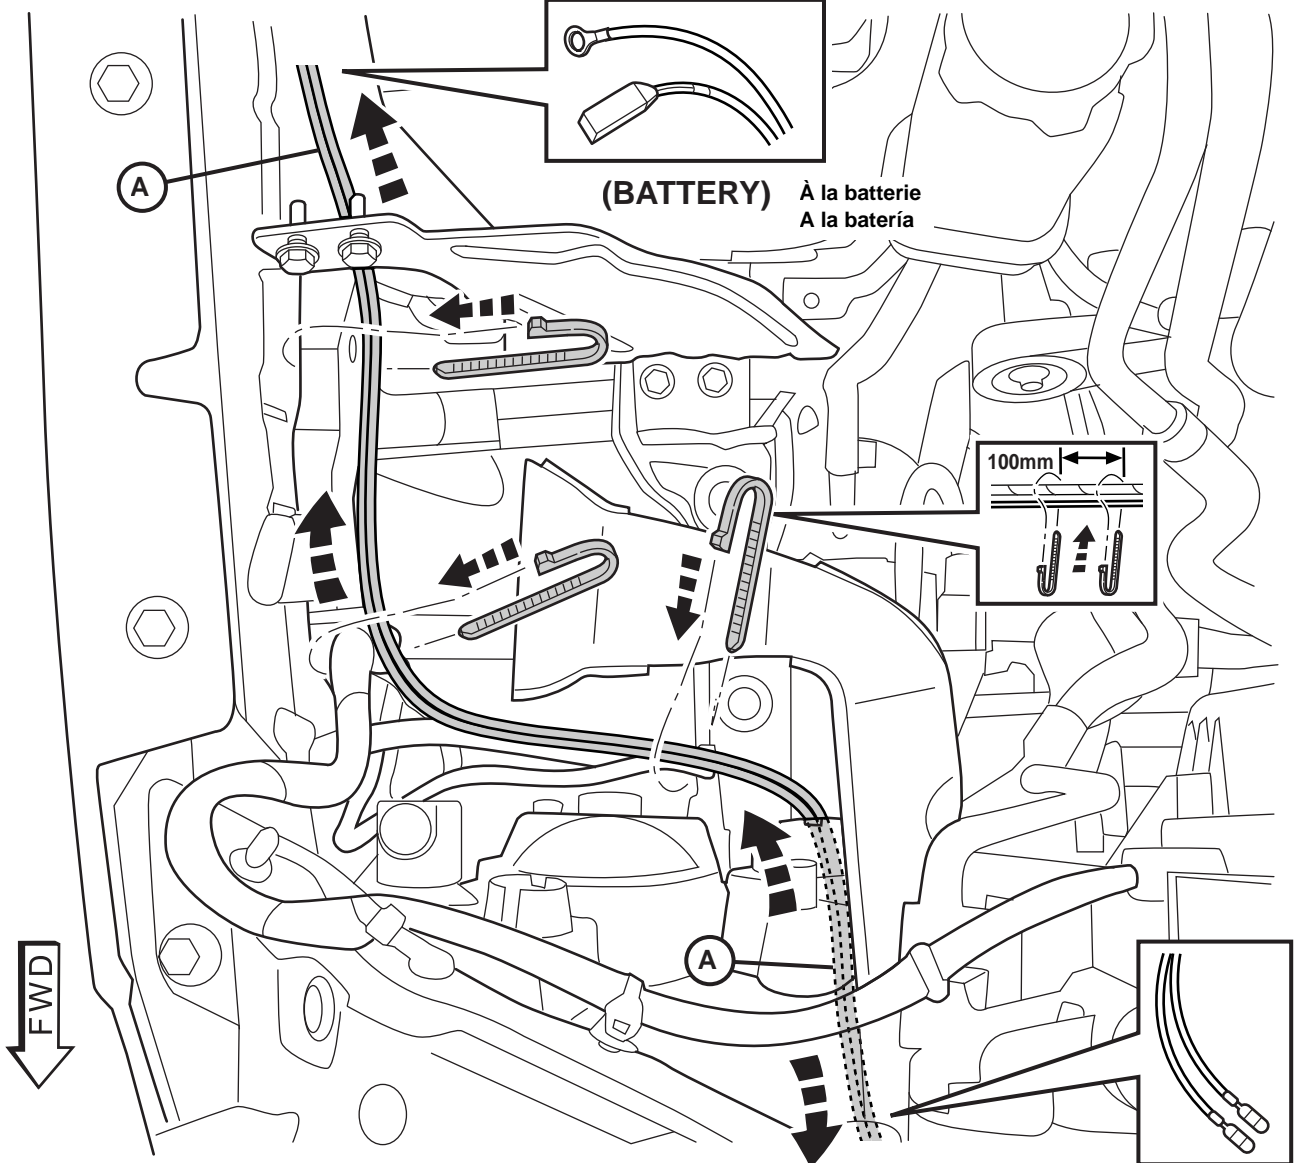 A
(BATTERY)
À la batterie
A la batería
100mm
A
FWD